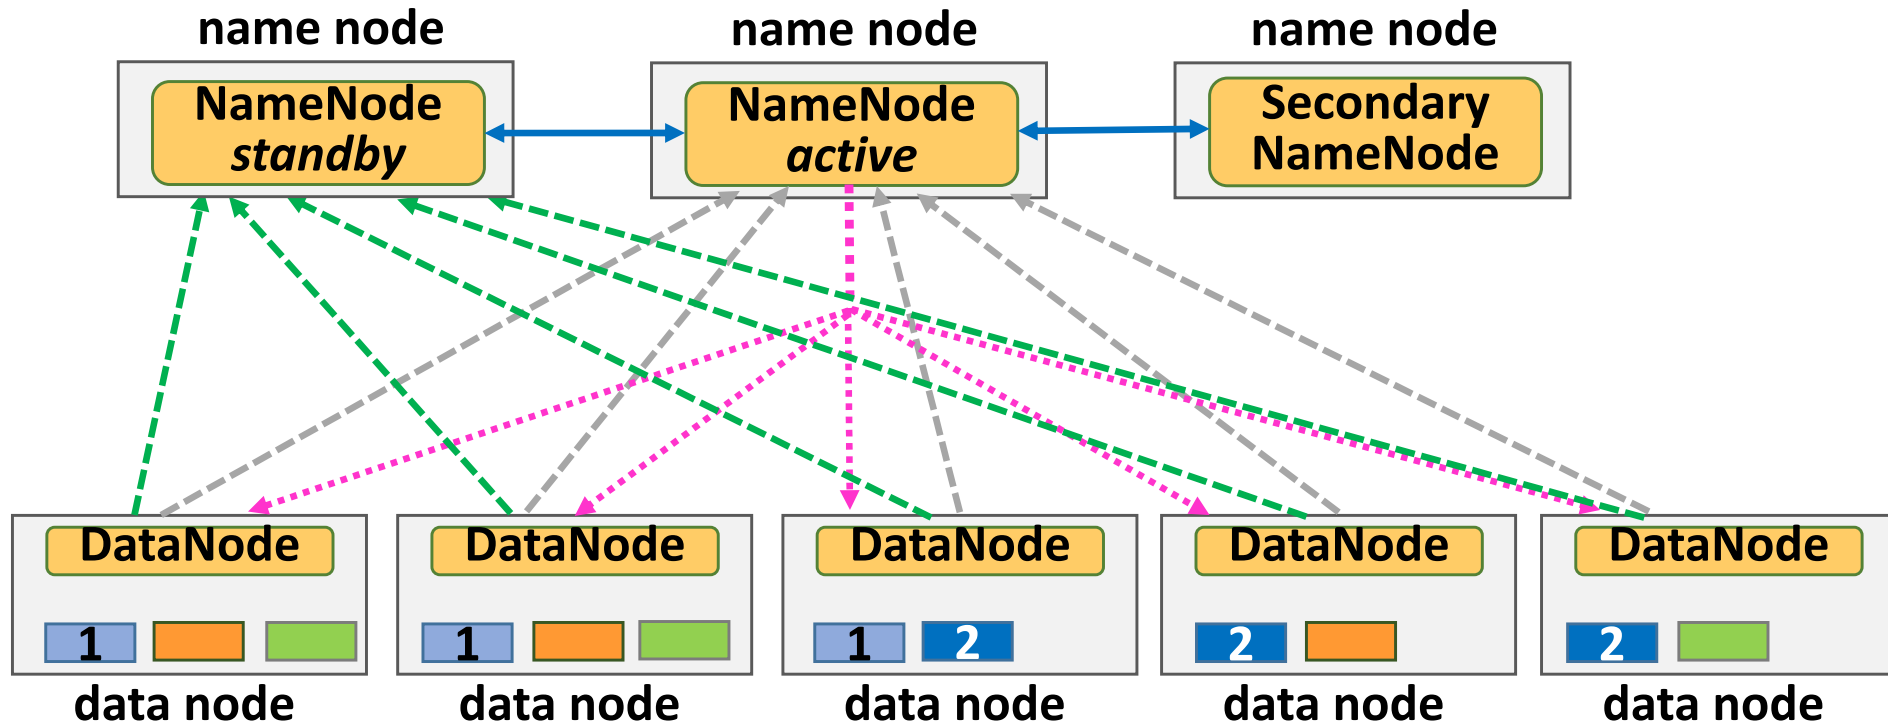 name node
name node
name node
NameNode
standby
NameNode
active
Secondary
NameNode
DataNode
DataNode
DataNode
DataNode
DataNode
1
1
1
2
2
2
data node
data node
data node
data node
data node